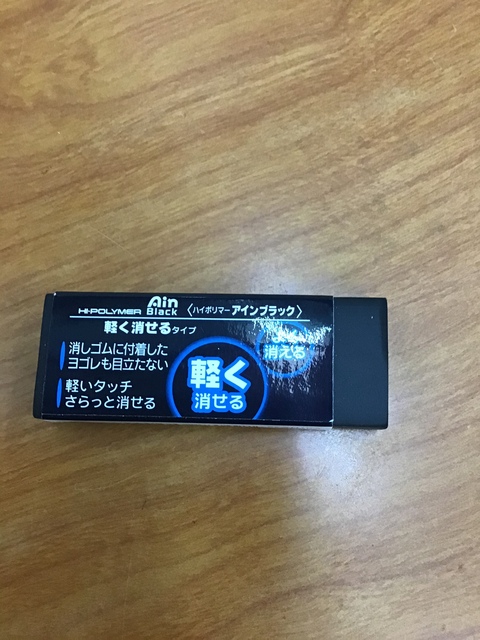 Ain
HI-POLYMER Black 〈ハイポリマーアインブラック〉
軽く消せるタイプ
消しゴムに付着した
ヨゴレも目立たない
軽いタッチ
さらっと消せる
軽く
消せる
消える